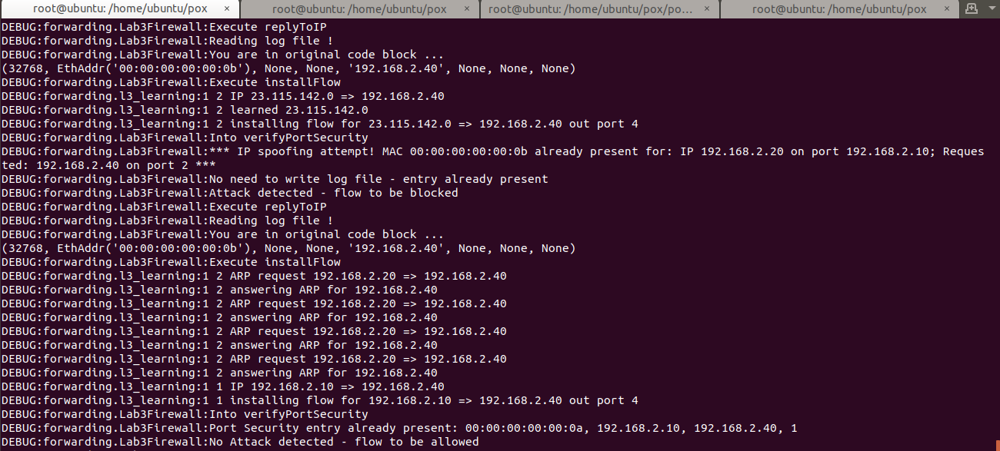 root@ubuntu: /home/ubuntu/pox × root@ubuntu: /home/ubuntu/pox × root@ubuntu: /home/ubuntu/pox/po... × root@ubuntu: /home/ubuntu/pox ×
DEBUG:forwarding.Lab3Firewall:Execute replyToIP
DEBUG:forwarding.Lab3Firewall:Reading log file !
DEBUG:forwarding.Lab3Firewall:You are in original code block ...
(32768, EthAddr('00:00:00:00:00:0b'), None, None, '192.168.2.40', None, None, None)
DEBUG:forwarding.Lab3Firewall:Execute installFlow
DEBUG:forwarding.l3_learning:1 2 IP 23.115.142.0 => 192.168.2.40
DEBUG:forwarding.l3_learning:1 2 learned 23.115.142.0
DEBUG:forwarding.l3_learning:1 2 installing flow for 23.115.142.0 => 192.168.2.40 out port 4
DEBUG:forwarding.Lab3Firewall:Into verifyPortSecurity
DEBUG:forwarding.Lab3Firewall:*** IP spoofing attempt! MAC 00:00:00:00:00:0b already present for: IP 192.168.2.20 on port 192.168.2.10; Reques
ted: 192.168.2.40 on port 2 ***
DEBUG:forwarding.Lab3Firewall:No need to write log file - entry already present
DEBUG:forwarding.Lab3Firewall:Attack detected - flow to be blocked
DEBUG:forwarding.Lab3Firewall:Execute replyToIP
DEBUG:forwarding.Lab3Firewall:Reading log file !
DEBUG:forwarding.Lab3Firewall:You are in original code block ...
(32768, EthAddr('00:00:00:00:00:0b'), None, None, '192.168.2.40', None, None, None)
DEBUG:forwarding.Lab3Firewall:Execute installFlow
DEBUG:forwarding.l3_learning:1 2 ARP request 192.168.2.20 => 192.168.2.40
DEBUG:forwarding.l3_learning:1 2 answering ARP for 192.168.2.40
DEBUG:forwarding.l3_learning:1 2 ARP request 192.168.2.20 => 192.168.2.40
DEBUG:forwarding.l3_learning:1 2 answering ARP for 192.168.2.40
DEBUG:forwarding.l3_learning:1 2 ARP request 192.168.2.20 => 192.168.2.40
DEBUG:forwarding.l3_learning:1 2 answering ARP for 192.168.2.40
DEBUG:forwarding.l3_learning:1 2 ARP request 192.168.2.20 => 192.168.2.40
DEBUG:forwarding.l3_learning:1 2 answering ARP for 192.168.2.40
DEBUG:forwarding.l3_learning:1 1 IP 192.168.2.10 => 192.168.2.40
DEBUG:forwarding.l3_learning:1 1 installing flow for 192.168.2.10 => 192.168.2.40 out port 4
DEBUG:forwarding.Lab3Firewall:Into verifyPortSecurity
DEBUG:forwarding.Lab3Firewall:Port Security entry already present: 00:00:00:00:00:0a, 192.168.2.10, 192.168.2.40, 1
DEBUG:forwarding.Lab3Firewall:No Attack detected - flow to be allowed